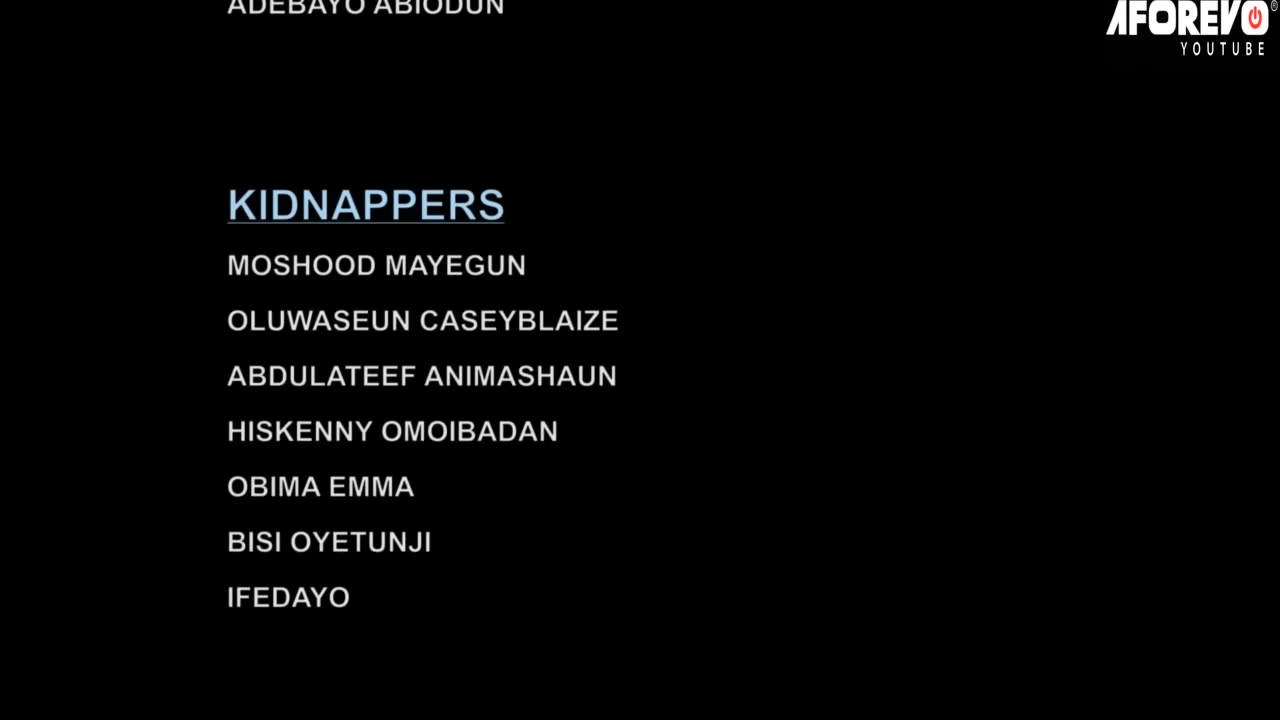 ADEBAYO ABIODUN
AFOREVO®
YOUTUBE
KIDNAPPERS
MOSHOOD MAYEGUN
OLUWASEUN CASEYBLAIZE
ABDULATEEF ANIMASHAUN
HISKENNY OMOIBADAN
OBIMA EMMA
BISI OYETUNJI
IFEDAYO